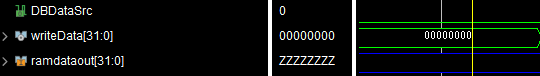 DBDataSrc 0
writeData[31:0] 00000000 00000000
ramdataout[31:0] ZZZZZZZZ